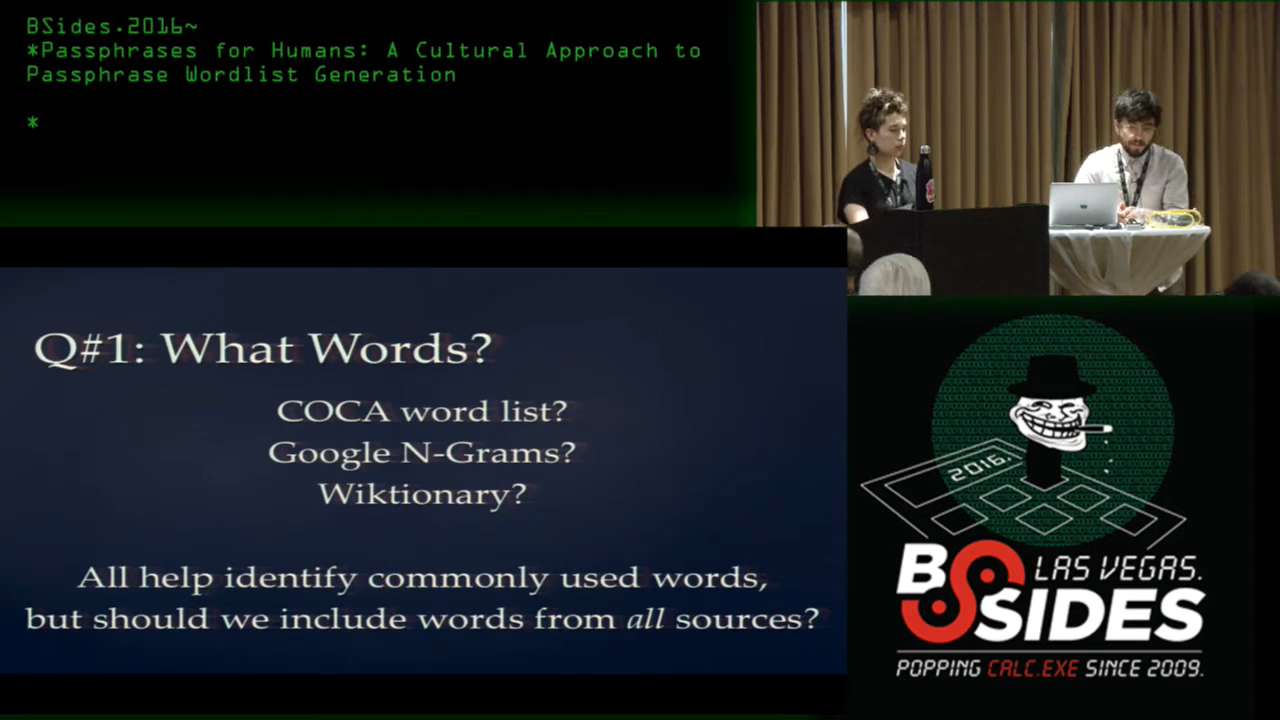 BSides.2016~
*Passphrases for Humans: A Cultural Approach to
Passphrase Wordlist Generation
*
Q#1: What Words?
COCA word list?
Google N-Grams?
Wiktionary?
All help identify commonly used words,
but should we include words from all sources?
2016.
BSIDES
LAS VEGAS.
POPPING CALC.EXE SINCE 2009.